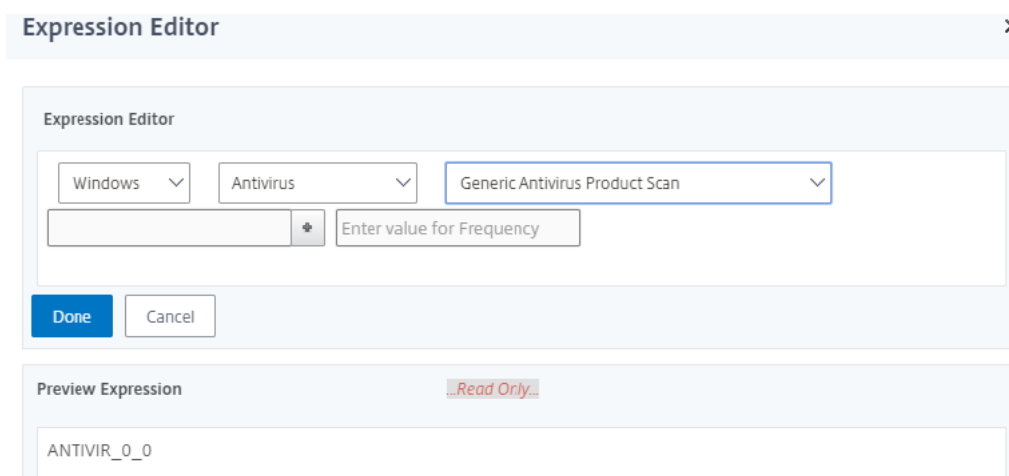 Expression Editor
Expression Editor
Windows Antivirus Generic Antivirus Product Scan
+ Enter value for Frequency
Done Cancel
Preview Expression ...Read Only...
ANTIVIR_0_0